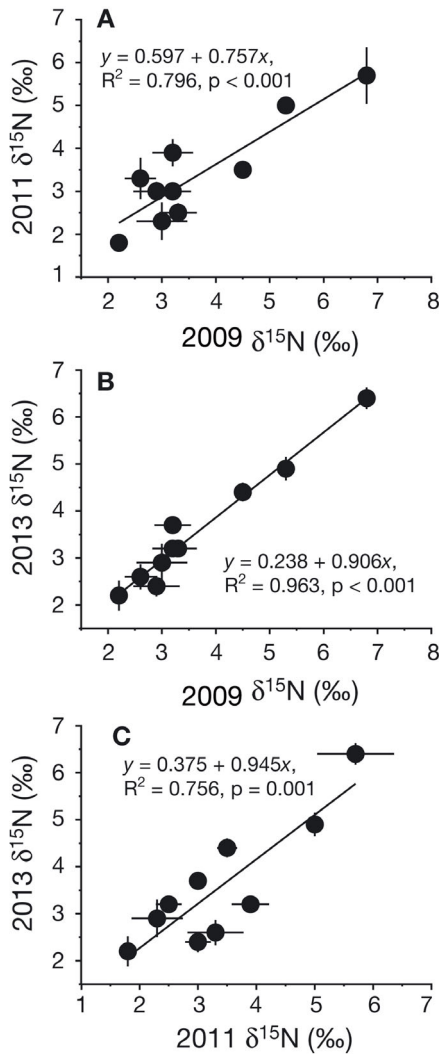 A
y = 0.597 + 0.757x,
R² = 0.796, p < 0.001
2011 δ¹⁵N (‰)
7
6
5
4
3
2
1
2 3 4 5 6 7 8
2009 δ¹⁵N (‰)
B
2013 δ¹⁵N (‰)
7
6
5
4
3
2
y = 0.238 + 0.906x,
R² = 0.963, p < 0.001
2 3 4 5 6 7 8
2009 δ¹⁵N (‰)
C
y = 0.375 + 0.945x,
R² = 0.756, p = 0.001
2013 δ¹⁵N (‰)
7
6
5
4
3
2
1
1 2 3 4 5 6 7
2011 δ¹⁵N (‰)